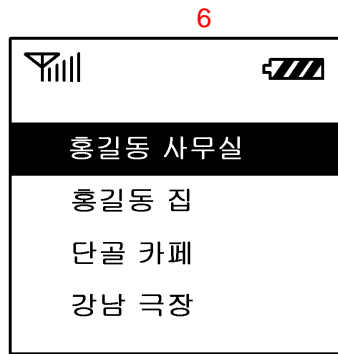 6
홍길동 사무실
홍길동 집
단골 카페
강남 극장